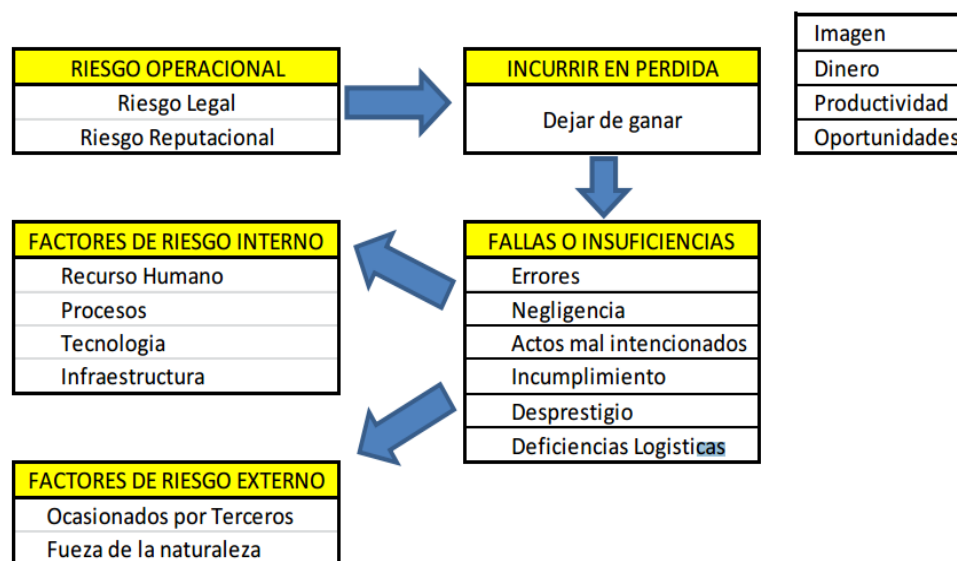 RIESGO OPERACIONAL
Riesgo Legal
Riesgo Reputacional
INCURRIR EN PERDIDA
Dejar de ganar
Imagen
Dinero
Productividad
Oportunidades
FACTORES DE RIESGO INTERNO
Recurso Humano
Procesos
Tecnologia
Infraestructura
FALLAS O INSUFICIENCIAS
Errores
Negligencia
Actos mal intencionados
Incumplimiento
Desprestigio
Deficiencias Logisticas
FACTORES DE RIESGO EXTERNO
Ocasionados por Terceros
Fueza de la naturaleza